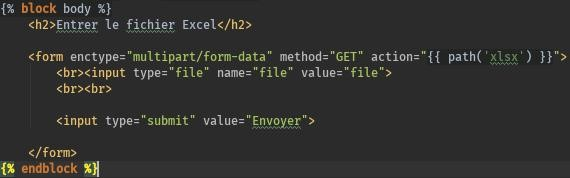 {% block body %}
<h2>Entrer le fichier Excel</h2>
<form enctype="multipart/form-data" method="GET" action="{{ path('xlsx') }}">
<br><input type="file" name="file" value="file">
<br><br>
<input type="submit" value="Envoyer">
</form>
{% endblock %}